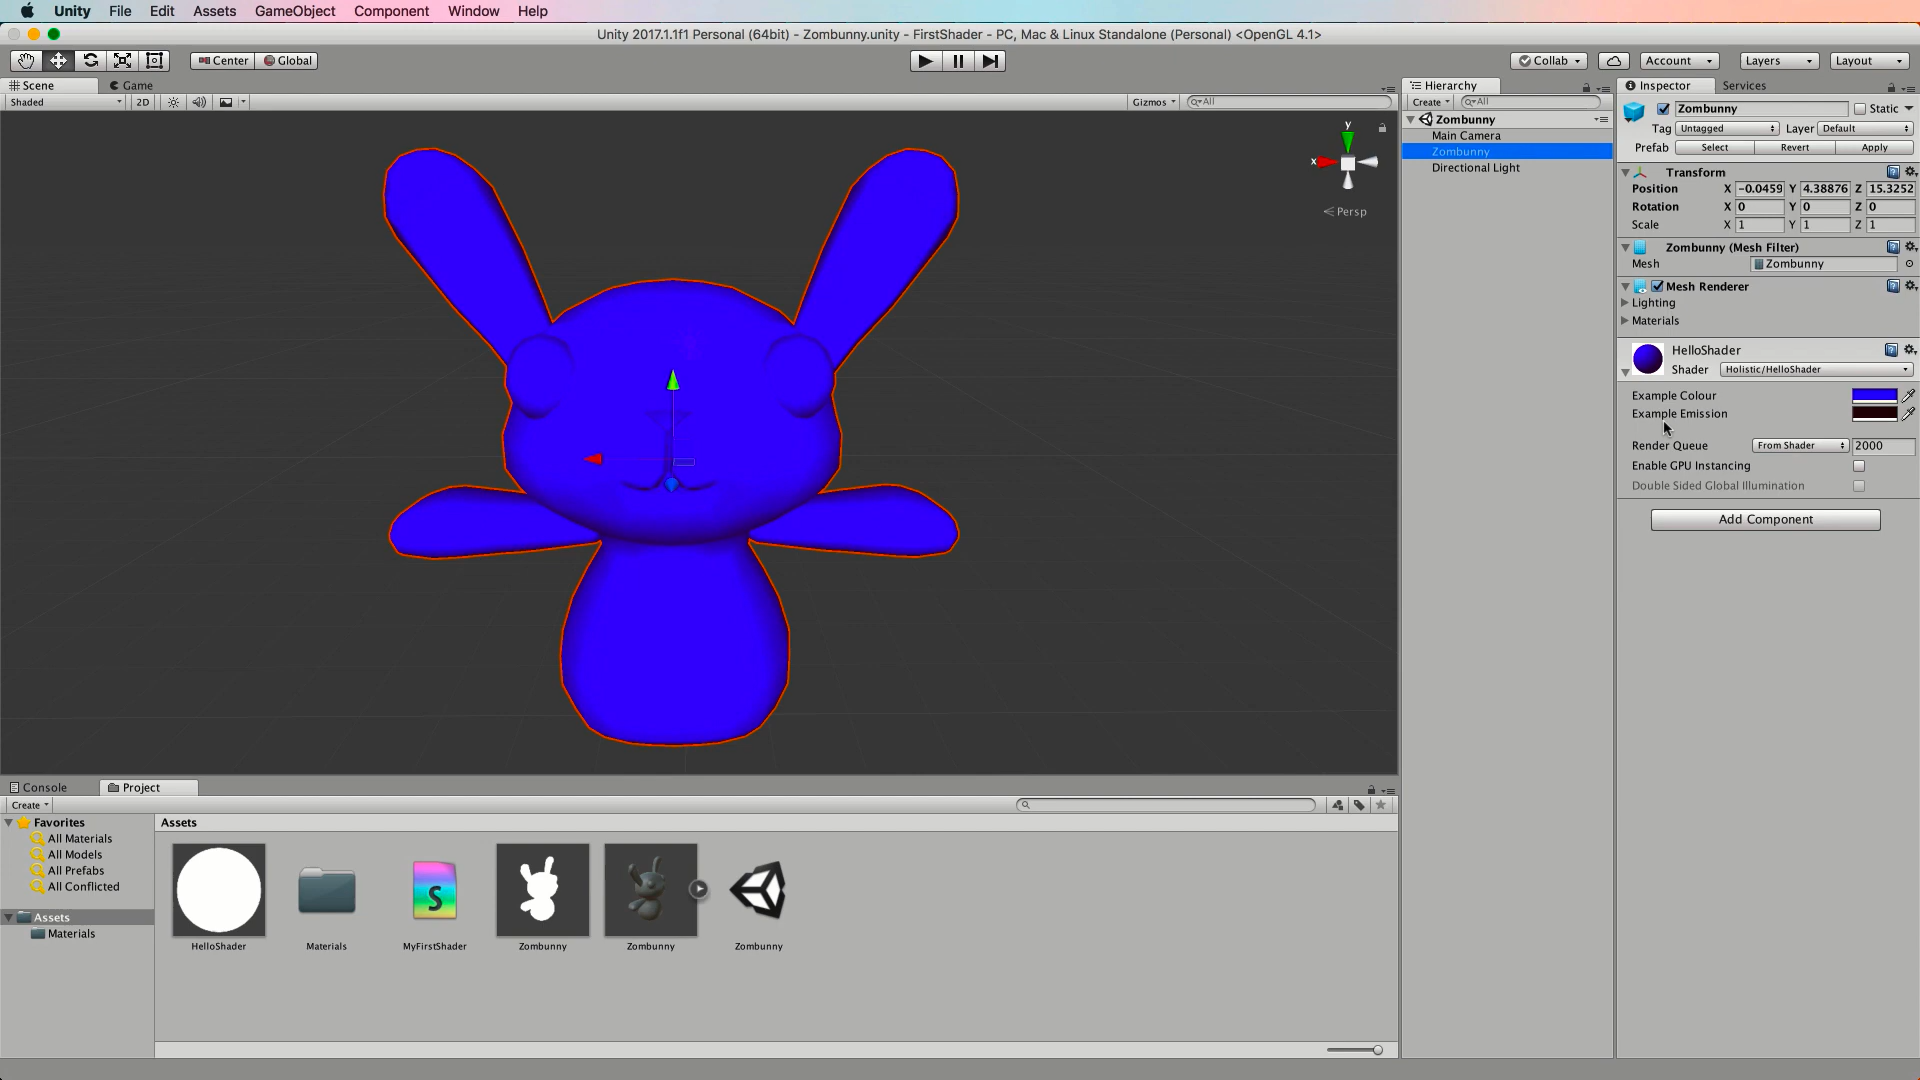 Unity File Edit Assets GameObject Component Window Help
Unity 2017.1.1f1 Personal (64bit) - Zombunny.unity - FirstShader - PC, Mac & Linux Standalone (Personal) <OpenGL 4.1>
Center Global Collab Account Layers Layout
Scene Game
Shaded 2D Gizmos All
y
x
Persp
Hierarchy
Create All
Zombunny
Main Camera
Zombunny
Directional Light
Inspector Services
Zombunny Static
Tag Untagged Layer Default
Prefab Select Revert Apply
Transform
Position X -0.0459 Y 4.38876 Z 15.3252
Rotation X 0 Y 0 Z 0
Scale X 1 Y 1 Z 1
Zombunny (Mesh Filter)
Mesh Zombunny
Mesh Renderer
Lighting
Materials
HelloShader
Shader Holistic/HelloShader
Example Colour
Example Emission
Render Queue From Shader 2000
Enable GPU Instancing
Double Sided Global Illumination
Add Component
Console Project
Create
Favorites
All Materials
All Models
All Prefabs
All Conflicted
Assets
Materials
Assets
S
HelloShader Materials MyFirstShader Zombunny Zombunny Zombunny